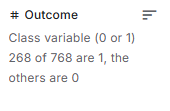 # Outcome
Class variable (0 or 1)
268 of 768 are 1, the
others are 0